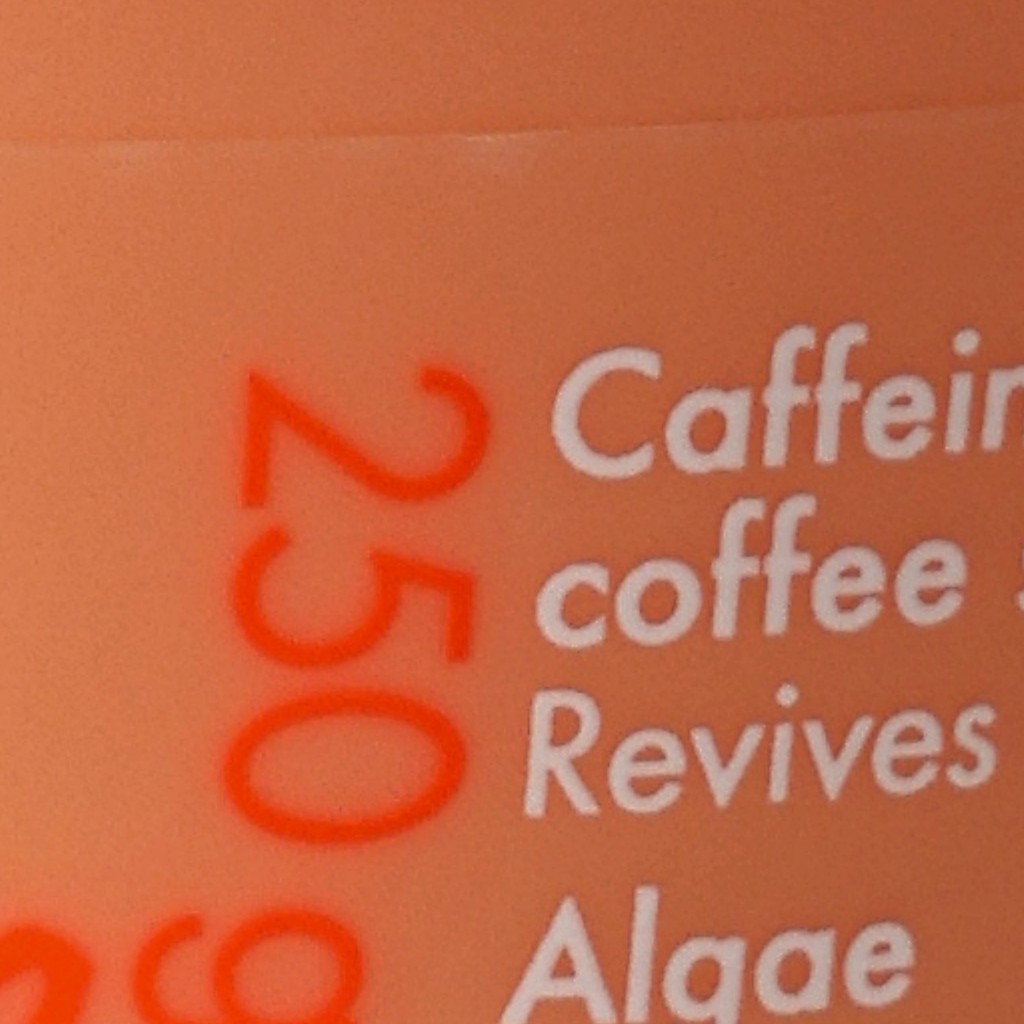 250 g
Caffein
coffee
Revives
Algae